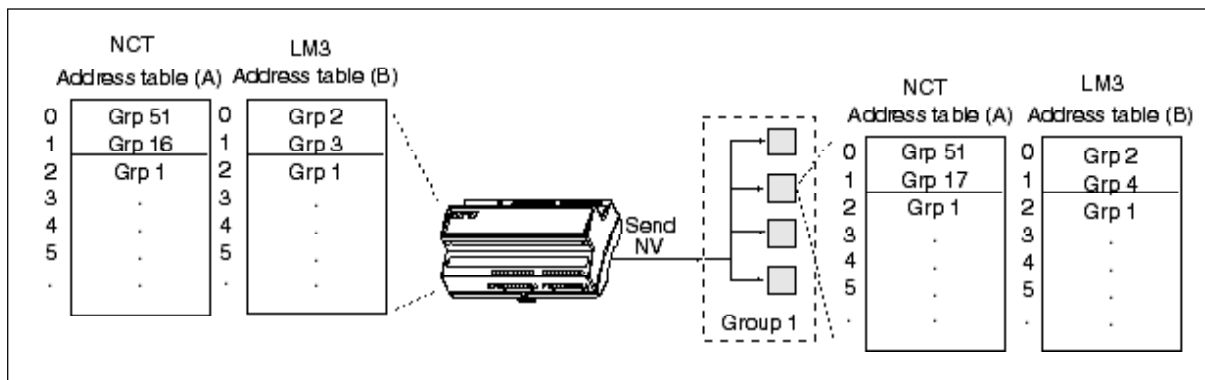 NCT LM3
Address table (A) Address table (B)
0 Grp 51 0 Grp 2
1 Grp 16 1 Grp 3
2 Grp 1 2 Grp 1
3 . 3 .
4 . 4 .
5 . 5 .
. . . .
Send
NV
Group 1
NCT LM3
Address table (A) Address table (B)
0 Grp 51 0 Grp 2
1 Grp 17 1 Grp 4
2 Grp 1 2 Grp 1
3 . 3 .
4 . 4 .
5 . 5 .
. . . .